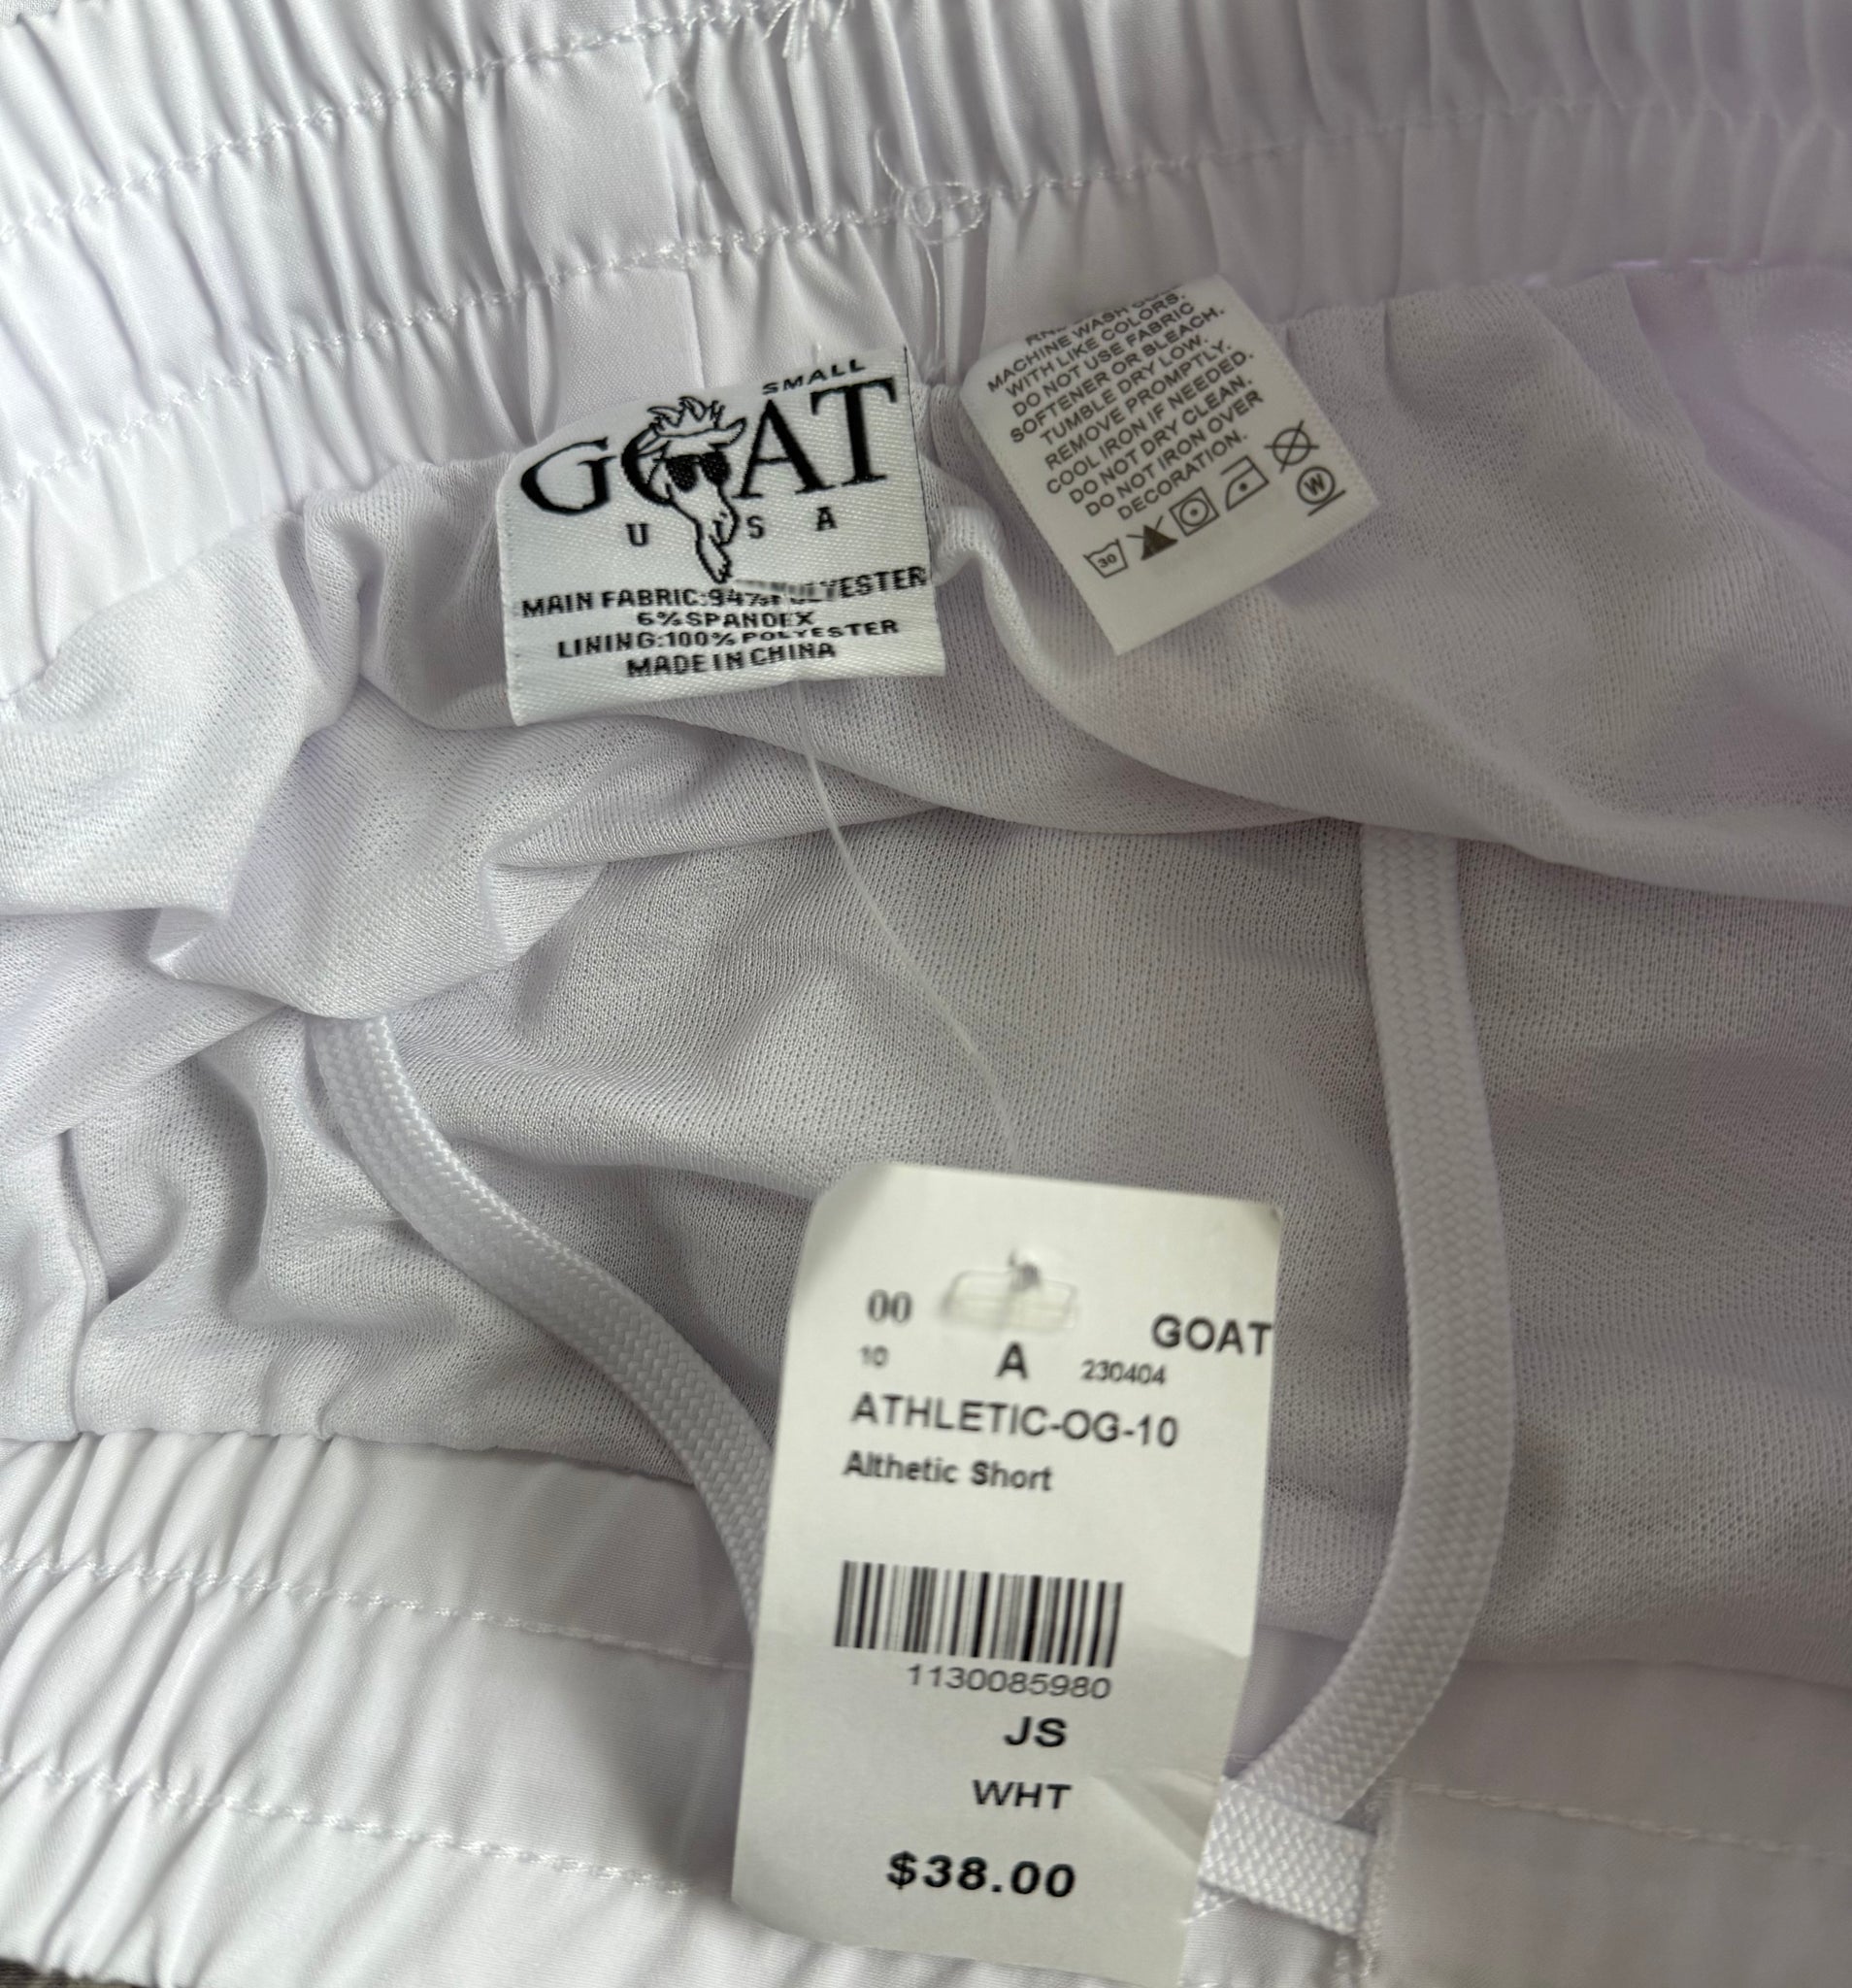 SMALL
GOAT
U S A
MAIN FABRIC:94%POLYESTER
6%SPANDEX
LINING:100%POLYESTER
MADE IN CHINA
MACHINE WASH
WITH LIKE COLORS.
DO NOT USE FABRIC
SOFTENER OR BLEACH.
TUMBLE DRY LOW.
REMOVE PROMPTLY.
COOL IRON IF NEEDED.
DO NOT DRY CLEAN.
DO NOT IRON OVER
DECORATION.
30
W
00
GOAT
10 A 230404
ATHLETIC-OG-10
Althetic Short
1130085980
JS
WHT
$38.00